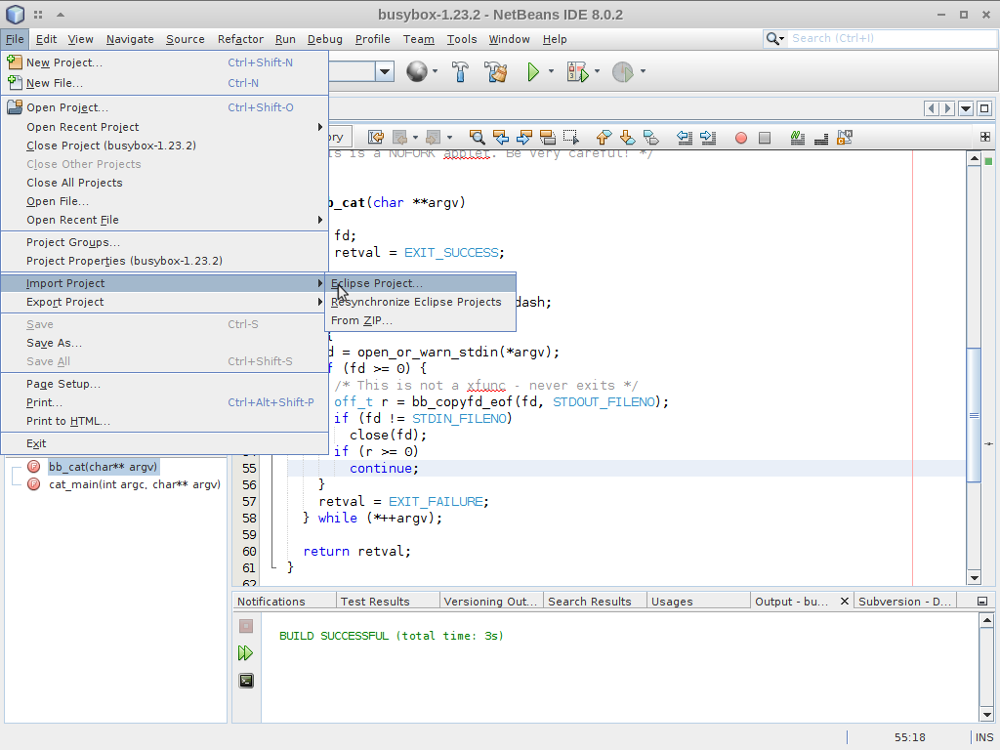 busybox-1.23.2 - NetBeans IDE 8.0.2
File Edit View Navigate Source Refactor Run Debug Profile Team Tools Window Help
Search (Ctrl+I)
New Project... Ctrl+Shift-N
New File... Ctrl-N
Open Project... Ctrl+Shift-O
Open Recent Project
Close Project (busybox-1.23.2)
Close Other Projects
Close All Projects
Open File...
Open Recent File
Project Groups...
Project Properties (busybox-1.23.2)
Import Project
Export Project
Save Ctrl-S
Save As...
Save All Ctrl+Shift-S
Page Setup...
Print... Ctrl+Alt+Shift-P
Print to HTML...
Exit
Eclipse Project...
Resynchronize Eclipse Projects
From ZIP...
ry
is is a NOFORK applet. Be very careful! */
b_cat(char **argv)
fd;
retval = EXIT_SUCCESS;
dash;
{
d = open_or_warn_stdin(*argv);
f (fd >= 0) {
/* This is not a xfunc - never exits */
off_t r = bb_copyfd_eof(fd, STDOUT_FILENO);
if (fd != STDIN_FILENO)
close(fd);
if (r >= 0)
55 continue;
56 }
57 retval = EXIT_FAILURE;
58 } while (*++argv);
59
60 return retval;
61 }
62
bb_cat(char** argv)
cat_main(int argc, char** argv)
Notifications Test Results Versioning Out... Search Results Usages Output - bu... Subversion - D...
BUILD SUCCESSFUL (total time: 3s)
55:18 INS